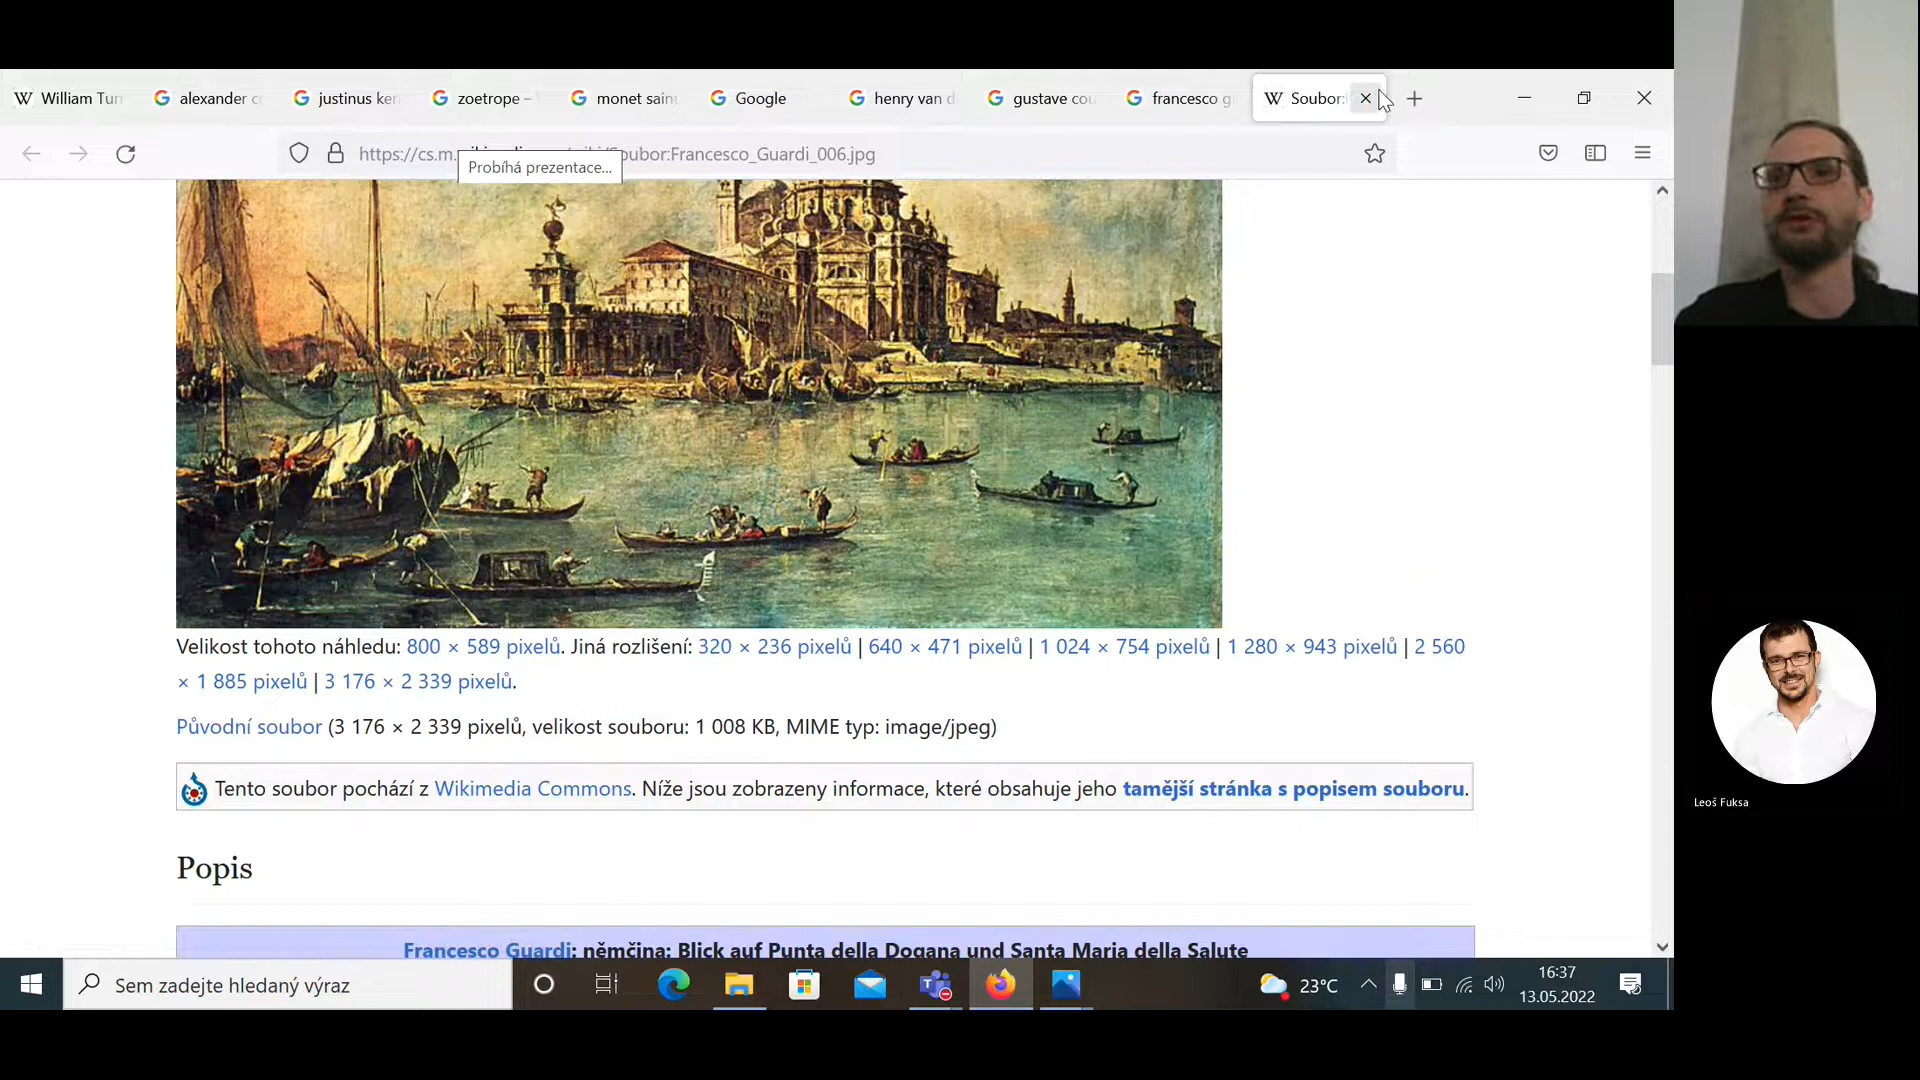 William Tur
alexander c
justinus ker
zoetrope –
monet sain
Google
henry van d
gustave cou
francesco g
Soubor:
https://cs.m.
/Soubor:Francesco_Guardi_006.jpg
Probíhá prezentace...
Velikost tohoto náhledu: 800 × 589 pixelů. Jiná rozlišení: 320 × 236 pixelů | 640 × 471 pixelů | 1 024 × 754 pixelů | 1 280 × 943 pixelů | 2 560
× 1 885 pixelů | 3 176 × 2 339 pixelů.
Původní soubor (3 176 × 2 339 pixelů, velikost souboru: 1 008 KB, MIME typ: image/jpeg)
Tento soubor pochází z Wikimedia Commons. Níže jsou zobrazeny informace, které obsahuje jeho tamější stránka s popisem souboru.
Popis
Francesco Guardi: němčina: Blick auf Punta della Dogana und Santa Maria della Salute
Leoš Fuksa
Sem zadejte hledaný výraz
23°C
16:37
13.05.2022